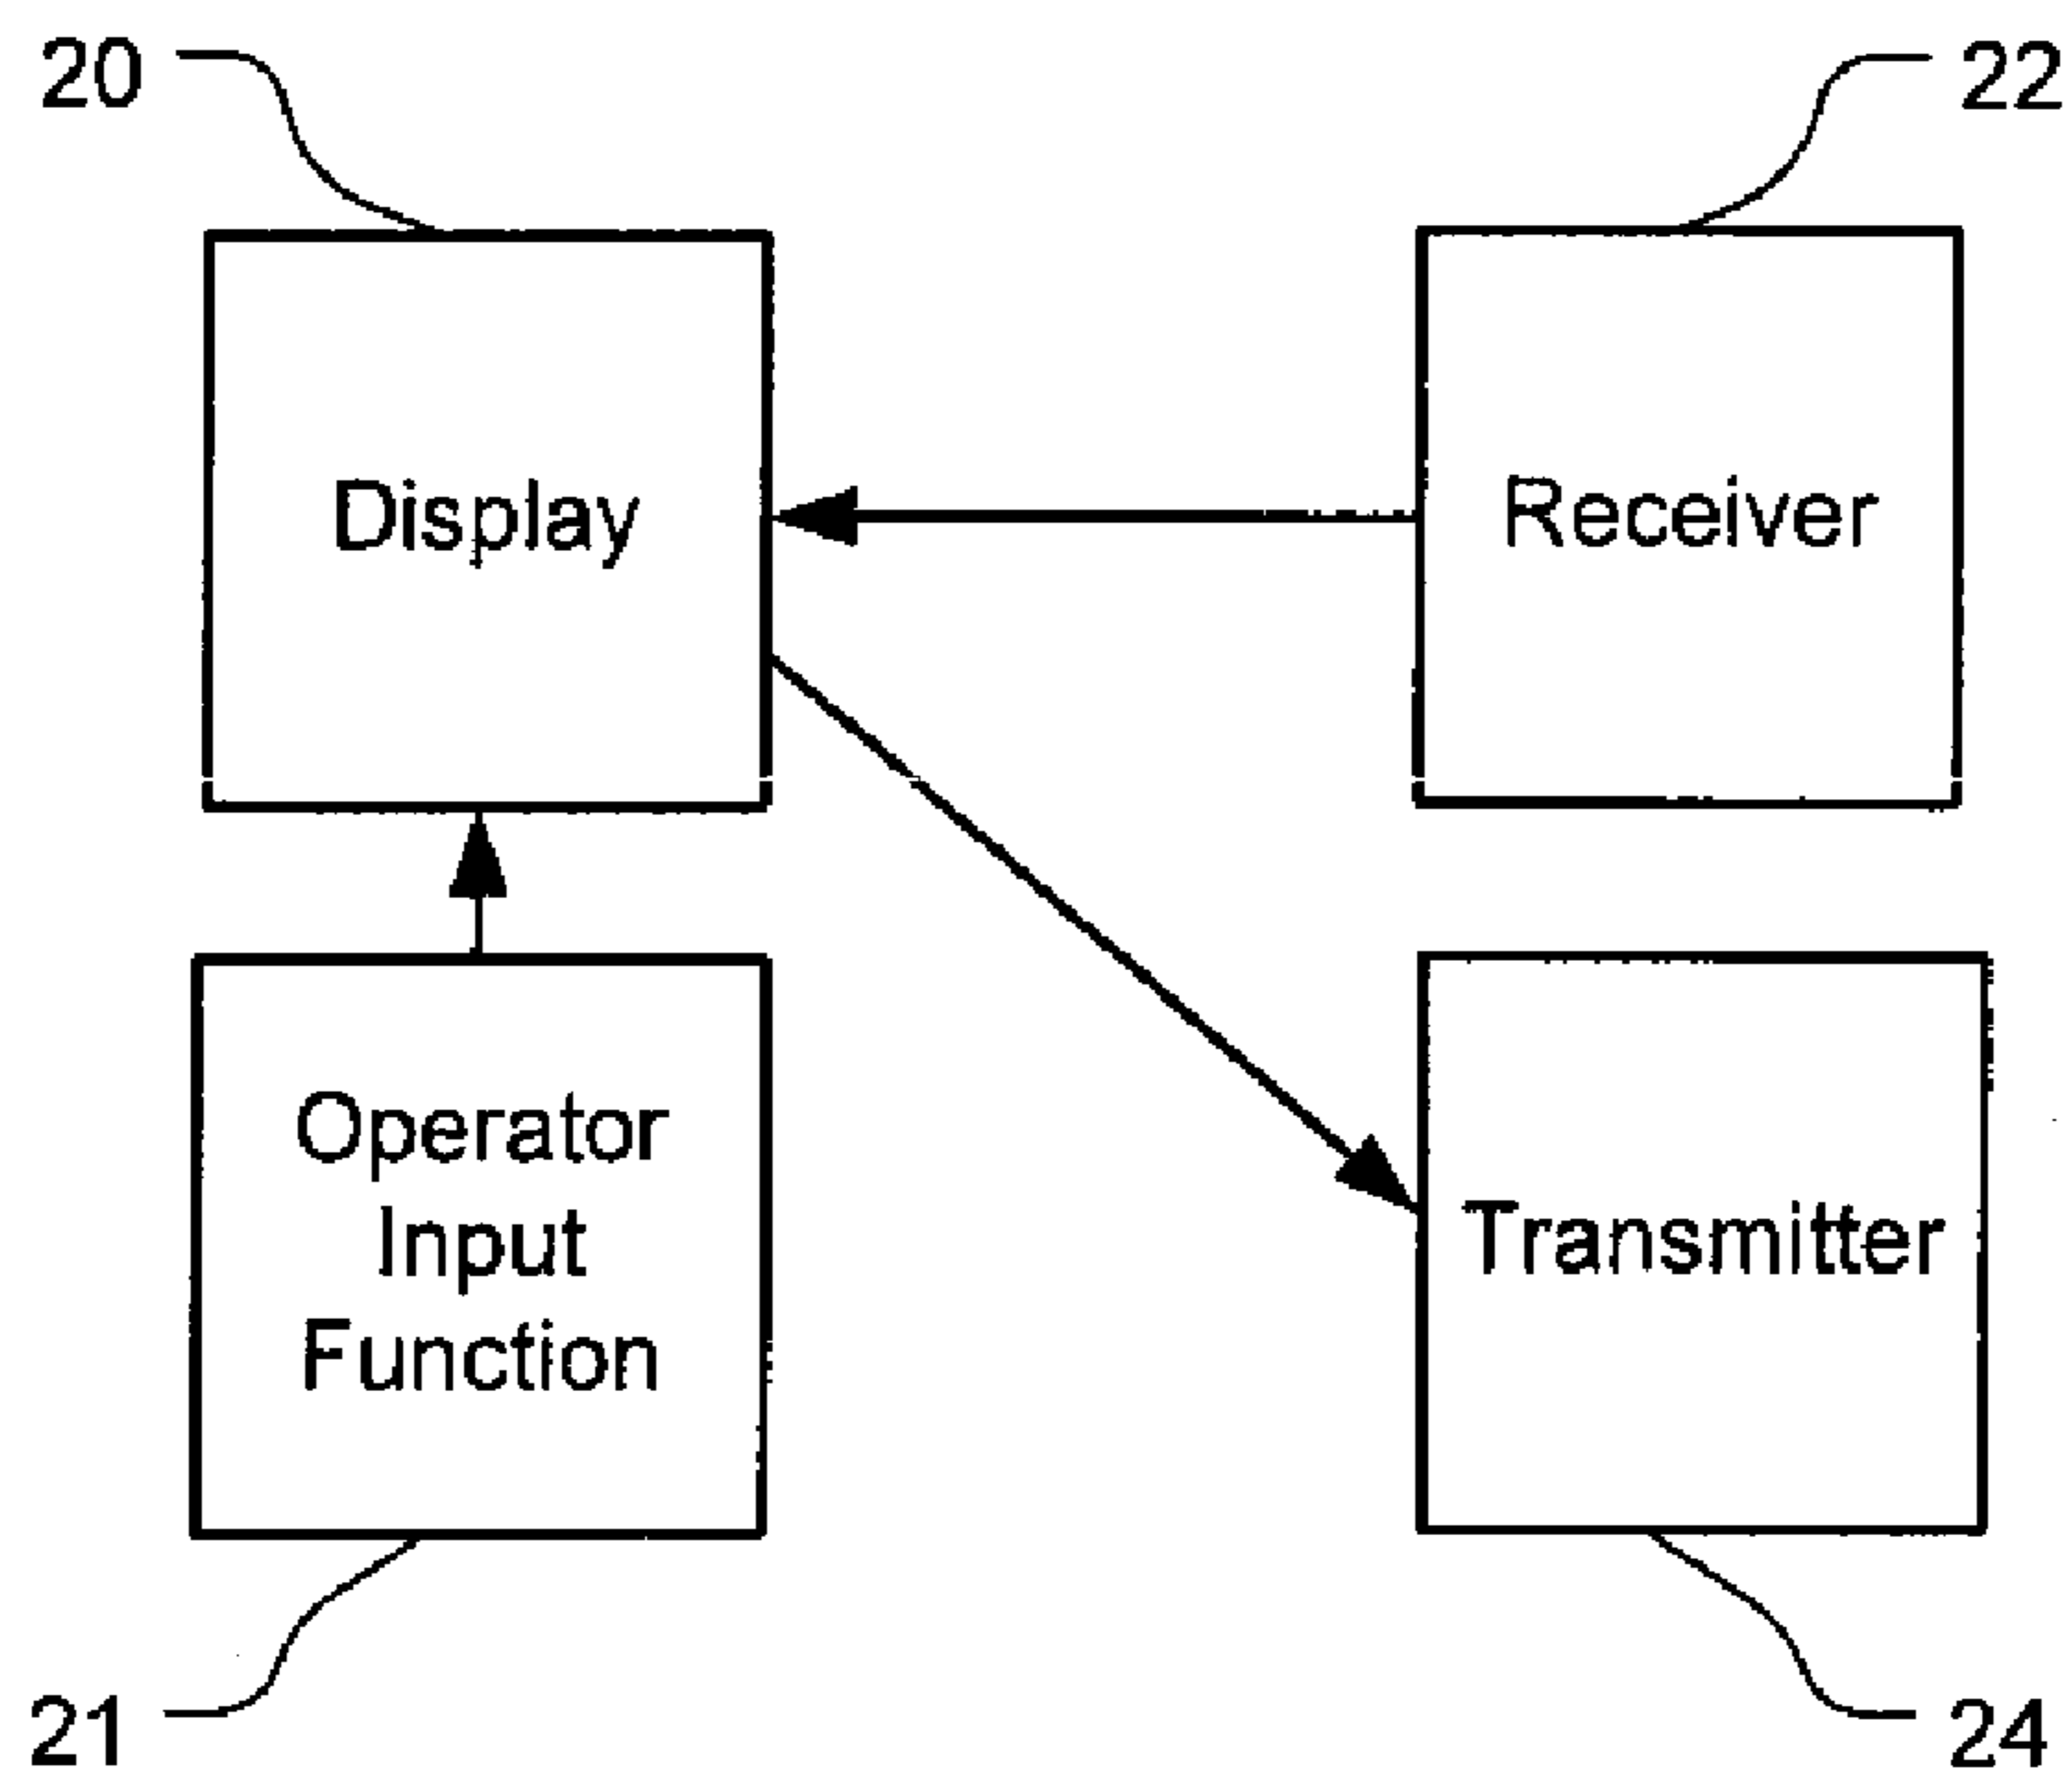 20
22
Display
Receiver
Operator
Input
Function
Transmitter
21
24